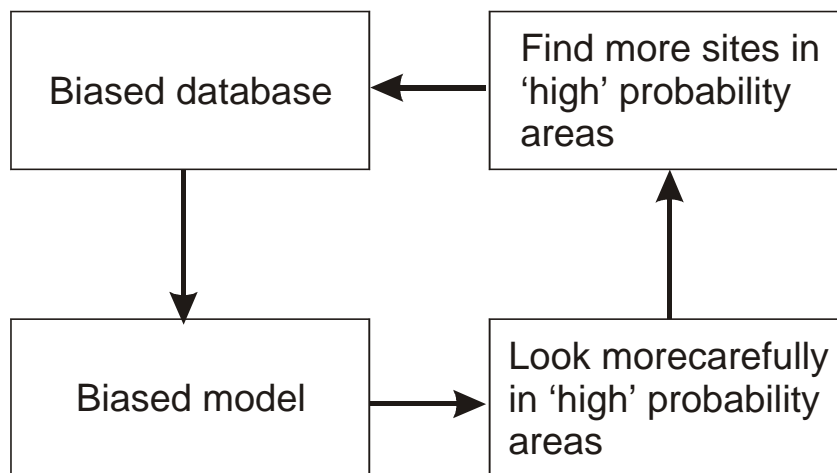 Biased database
Find more sites in
‘high’ probability
areas
Biased model
Look morecarefully
in ‘high’ probability
areas